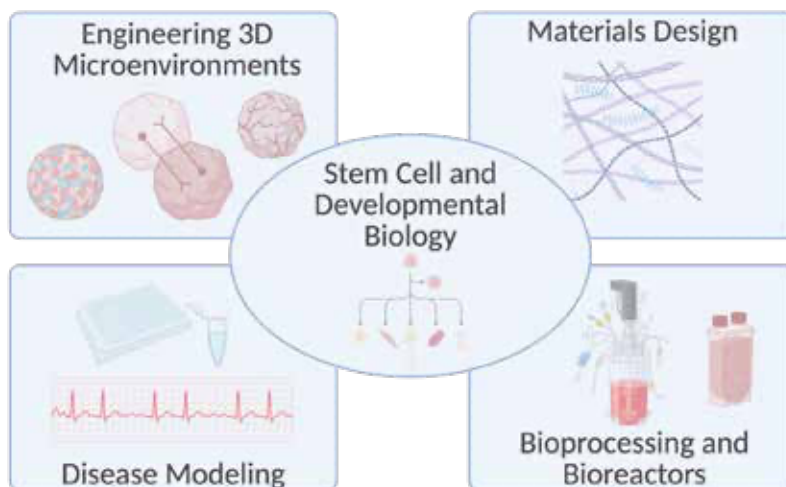 Engineering 3D
Microenvironments
Materials Design
Stem Cell and
Developmental
Biology
Disease Modeling
Bioprocessing and
Bioreactors